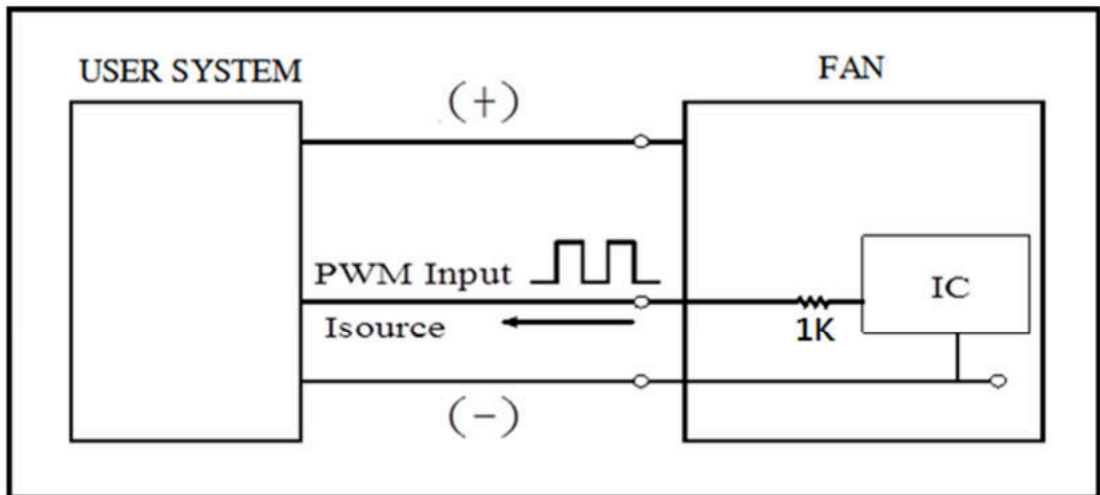 USER SYSTEM
FAN
(+)
PWM Input
IC
Isource
1K
(-)